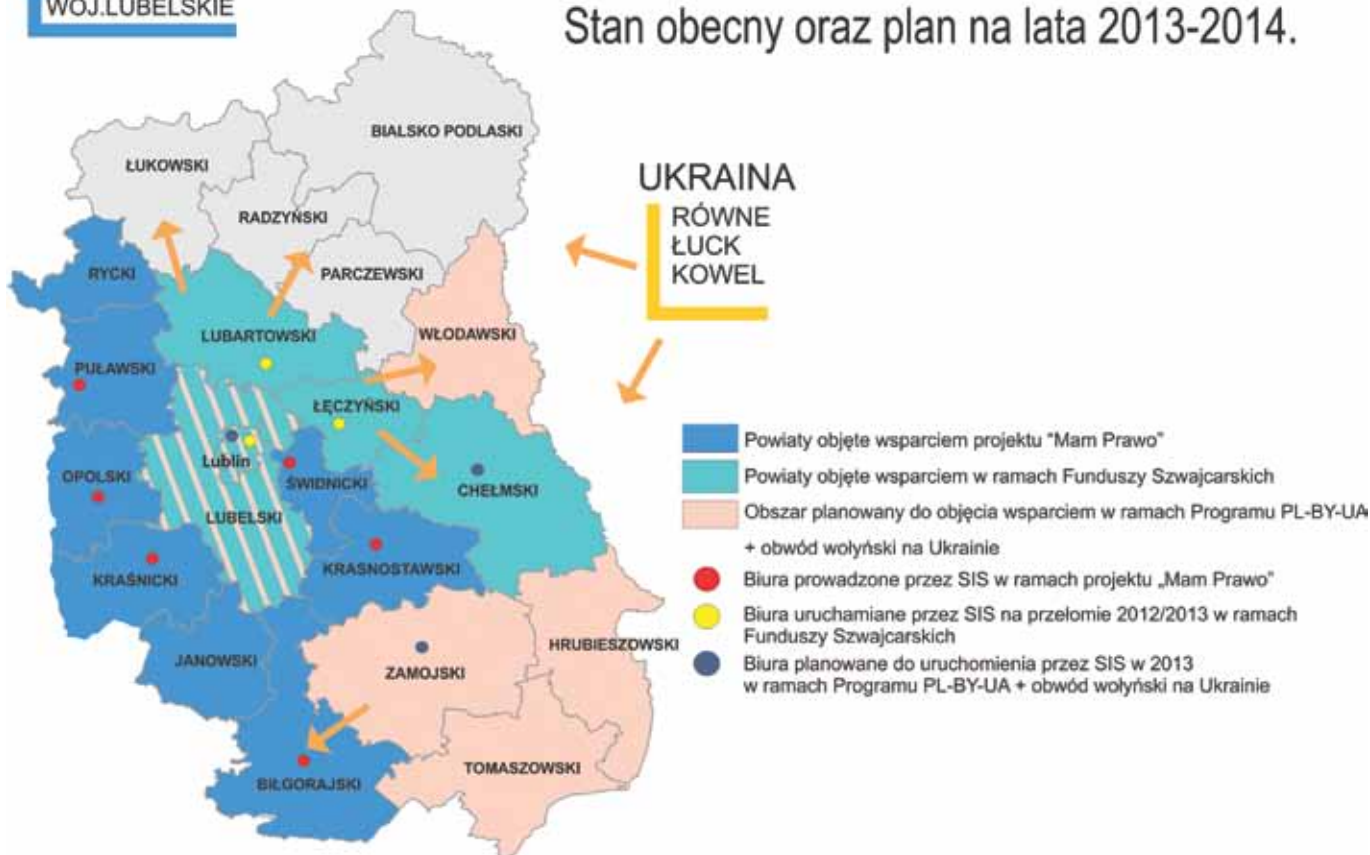 WOJ.LUBELSKIE
Stan obecny oraz plan na lata 2013-2014.
BIALSKO PODLASKI
ŁUKOWSKI
RADZYŃSKI
PARCZEWSKI
UKRAINA
RÓWNE
ŁUCK
KOWEL
RYCKI
LUBARTOWSKI
WŁODAWSKI
PUŁAWSKI
ŁĘCZYŃSKI
Lublin
OPOLSKI
ŚWIDNICKI
CHEŁMSKI
LUBELSKI
KRAŚNICKI
KRASNOSTAWSKI
JANOWSKI
ZAMOJSKI
HRUBIESZOWSKI
BIŁGORAJSKI
TOMASZOWSKI
Powiaty objęte wsparciem projektu "Mam Prawo"
Powiaty objęte wsparciem w ramach Funduszy Szwajcarskich
Obszar planowany do objęcia wsparciem w ramach Programu PL-BY-UA
+ obwód wołyński na Ukrainie
Biura prowadzone przez SIS w ramach projektu „Mam Prawo”
Biura uruchamiane przez SIS na przełomie 2012/2013 w ramach
Funduszy Szwajcarskich
Biura planowane do uruchomienia przez SIS w 2013
w ramach Programu PL-BY-UA + obwód wołyński na Ukrainie